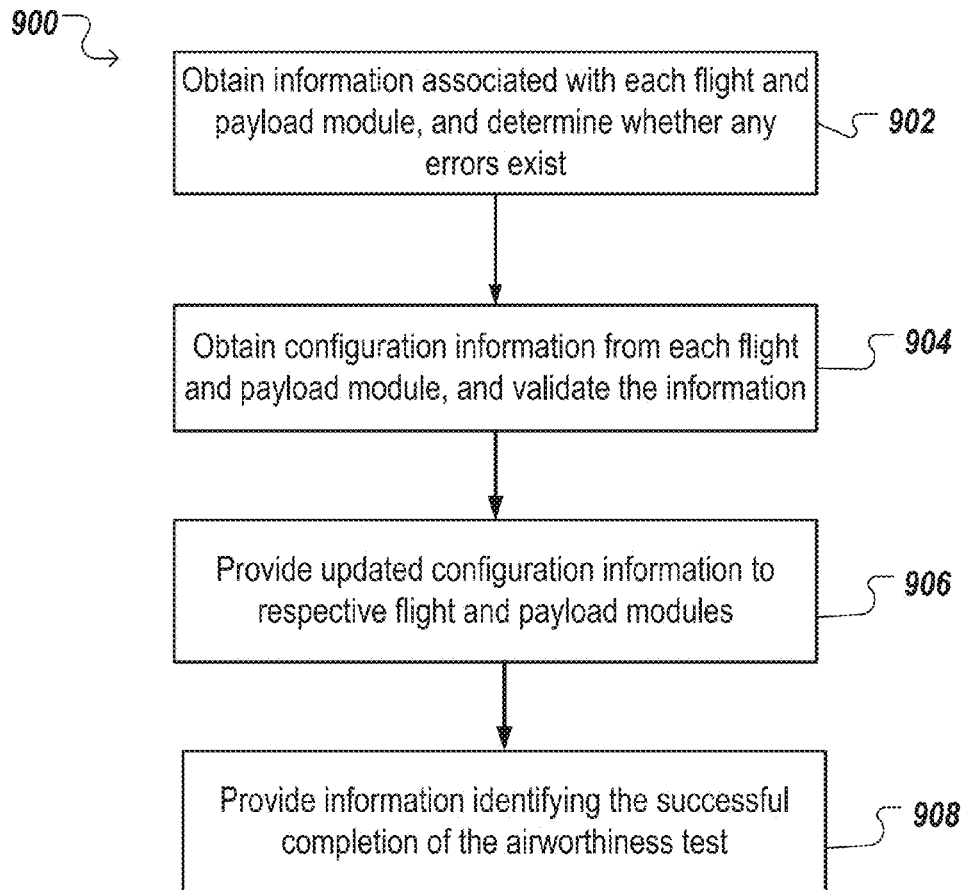 900
Obtain information associated with each flight and
payload module, and determine whether any
errors exist
902
Obtain configuration information from each flight
and payload module, and validate the information
904
Provide updated configuration information to
respective flight and payload modules
906
Provide information identifying the successful
completion of the airworthiness test
908